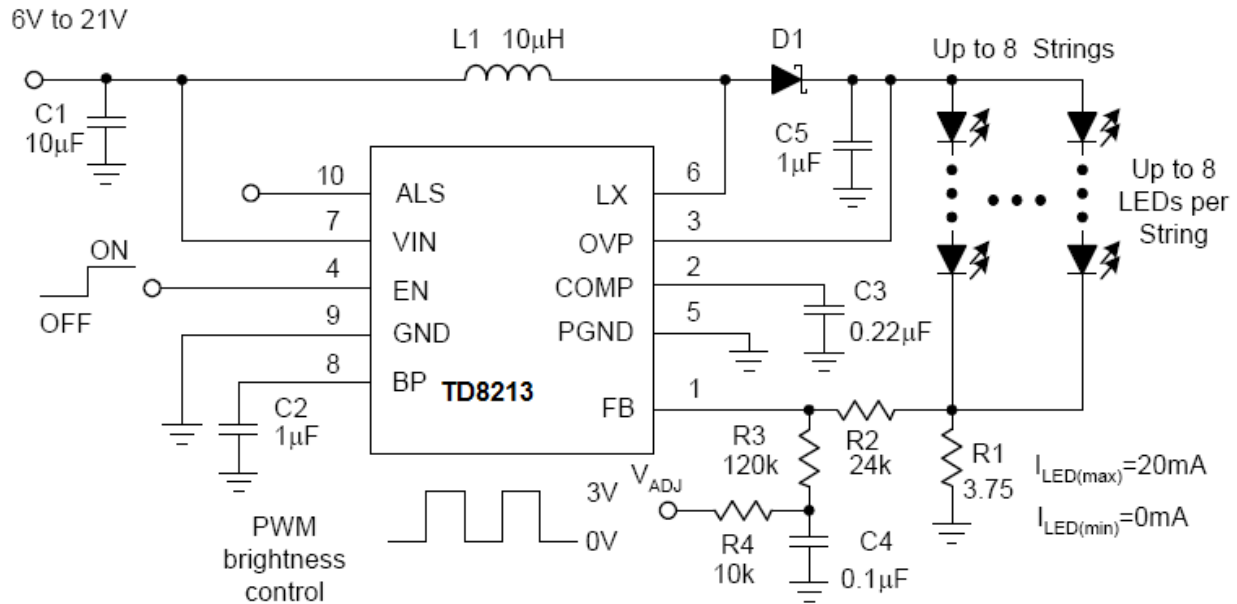 6V to 21V
L1 10μH
D1
Up to 8 Strings
C1
10μF
C5
1μF
Up to 8
LEDs per
String
10
ALS
7
VIN
4
EN
9
GND
8
BP
TD8213
LX
6
OVP
3
COMP
2
PGND
5
FB
1
ON
OFF
C2
1μF
C3
0.22μF
R3
120k
R2
24k
R1
3.75
ILED(max)=20mA
ILED(min)=0mA
VADJ
R4
10k
C4
0.1μF
3V
0V
PWM
brightness
control